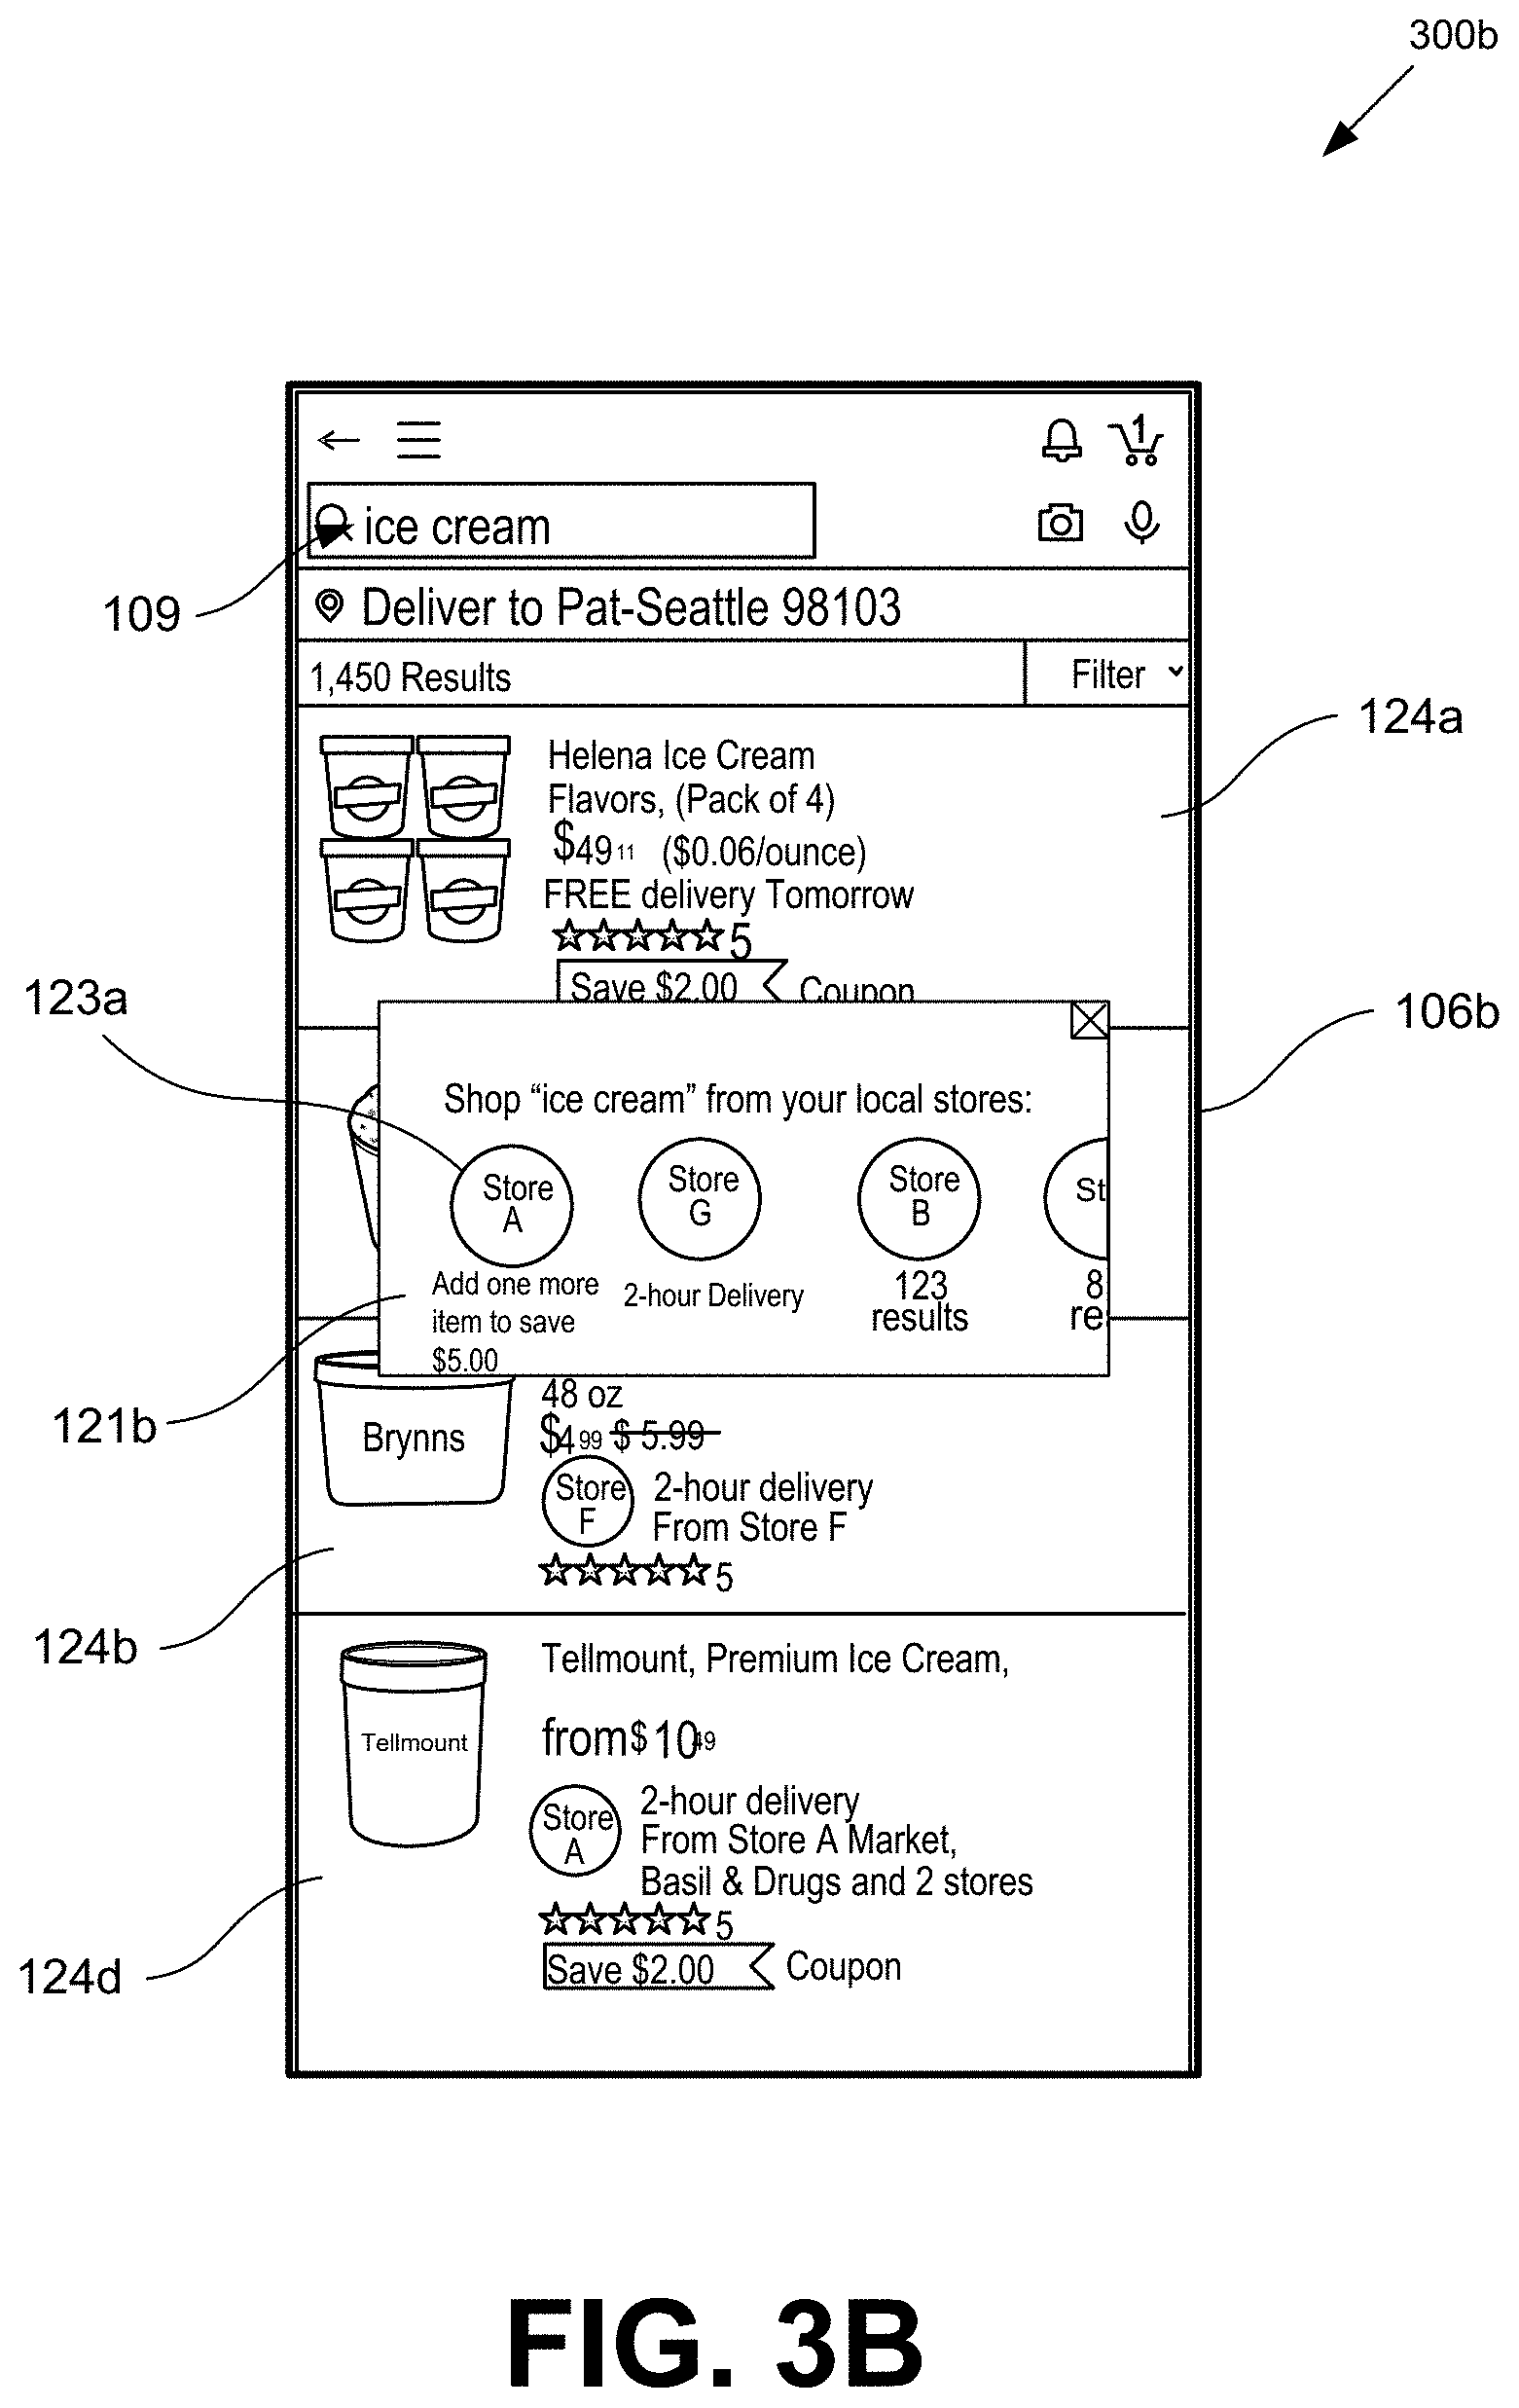 300b
1
ice cream
109
Deliver to Pat-Seattle 98103
1,450 Results
Filter
124a
Helena Ice Cream
Flavors, (Pack of 4)
$49 11 ($0.06/ounce)
FREE delivery Tomorrow
5
Save $2.00 Coupon
123a
106b
Shop “ice cream” from your local stores:
Store
A
Store
G
Store
B
St
Add one more
item to save
$5.00
2-hour Delivery
123
results
8
re
121b
Brynns
48 oz
$4 99 $ 5.99
Store
F
2-hour delivery
From Store F
5
124b
Tellmount, Premium Ice Cream,
Tellmount
from $ 10 49
Store
A
2-hour delivery
From Store A Market,
Basil & Drugs and 2 stores
5
Save $2.00 Coupon
124d
FIG. 3B